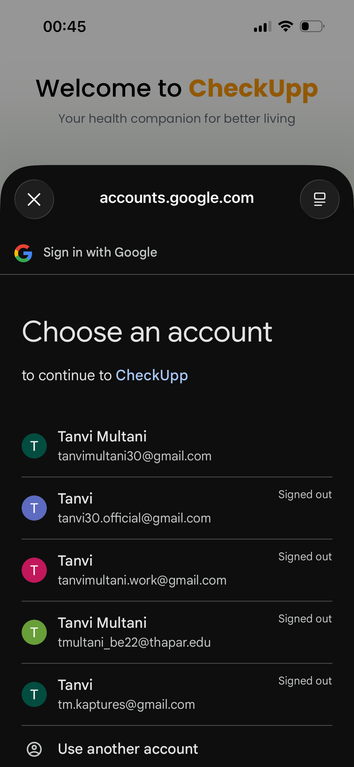 00:45
Welcome to CheckUpp
Your health companion for better living
accounts.google.com
Sign in with Google
Choose an account
to continue to CheckUpp
T
Tanvi Multani
tanvimultani30@gmail.com
T
Tanvi
Signed out
tanvi30.official@gmail.com
T
Tanvi
Signed out
tanvimultani.work@gmail.com
T
Tanvi Multani
Signed out
tmultani_be22@thapar.edu
T
Tanvi
Signed out
tm.kaptures@gmail.com
Use another account